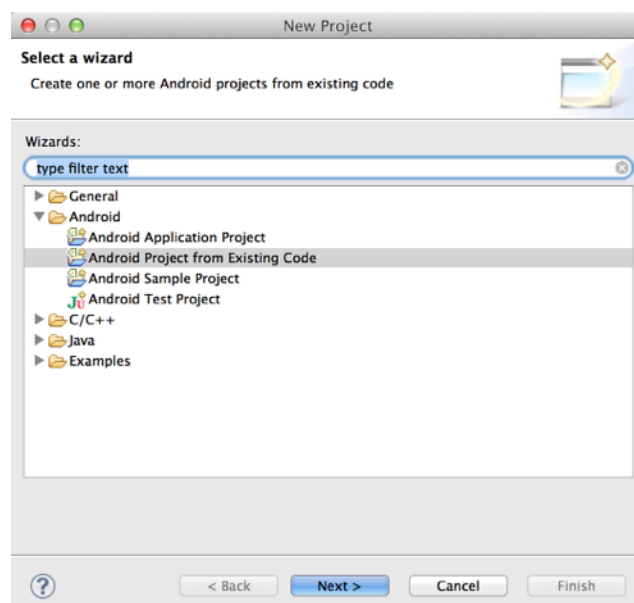 New Project
Select a wizard
Create one or more Android projects from existing code
Wizards:
type filter text
General
Android
Android Application Project
Android Project from Existing Code
Android Sample Project
Android Test Project
C/C++
Java
Examples
? < Back Next > Cancel Finish